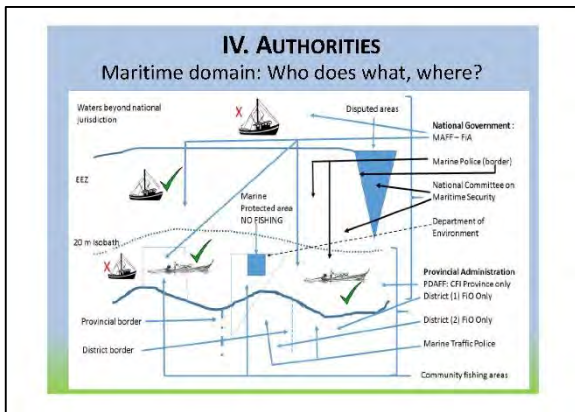 IV. AUTHORITIES
Maritime domain: Who does what, where?
Waters beyond national
jurisdiction
X
Disputed areas
National Government :
MAFF – FiA
Marine Police (border)
EEZ
National Committee on
Maritime Security
Marine
Protected area
NO FISHING
Department of
Environment
20 m Isobath
X
Provincial Administration
PDAFF: CFI Province only
District (1) FiO Only
Provincial border
District (2) FiO Only
District border
Marine Traffic Police
Community fishing areas